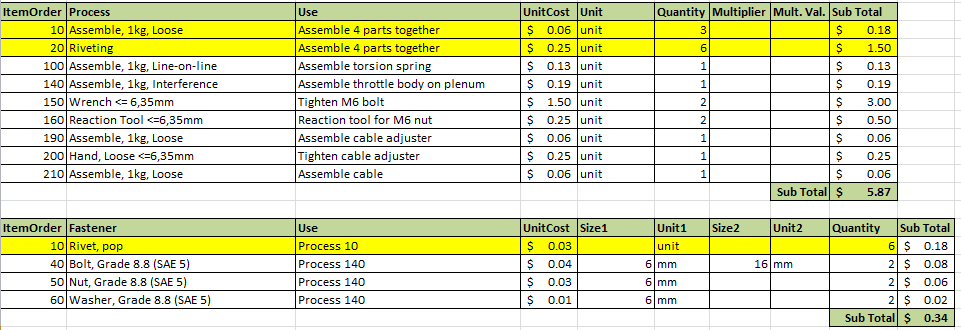 ItemOrder Process Use UnitCost Unit Quantity Multiplier Mult. Val. Sub Total
10 Assemble, 1kg, Loose Assemble 4 parts together $ 0.06 unit 3 $ 0.18
20 Riveting Assemble 4 parts together $ 0.25 unit 6 $ 1.50
100 Assemble, 1kg, Line-on-line Assemble torsion spring $ 0.13 unit 1 $ 0.13
140 Assemble, 1kg, Interference Assemble throttle body on plenum $ 0.19 unit 1 $ 0.19
150 Wrench <= 6,35mm Tighten M6 bolt $ 1.50 unit 2 $ 3.00
160 Reaction Tool <=6,35mm Reaction tool for M6 nut $ 0.25 unit 2 $ 0.50
190 Assemble, 1kg, Loose Assemble cable adjuster $ 0.06 unit 1 $ 0.06
200 Hand, Loose <=6,35mm Tighten cable adjuster $ 0.25 unit 1 $ 0.25
210 Assemble, 1kg, Loose Assemble cable $ 0.06 unit 1 $ 0.06
Sub Total $ 5.87
ItemOrder Fastener Use UnitCost Size1 Unit1 Size2 Unit2 Quantity Sub Total
10 Rivet, pop Process 10 $ 0.03 unit 6 $ 0.18
40 Bolt, Grade 8.8 (SAE 5) Process 140 $ 0.04 6 mm 16 mm 2 $ 0.08
50 Nut, Grade 8.8 (SAE 5) Process 140 $ 0.03 6 mm 2 $ 0.06
60 Washer, Grade 8.8 (SAE 5) Process 140 $ 0.01 6 mm 2 $ 0.02
Sub Total $ 0.34